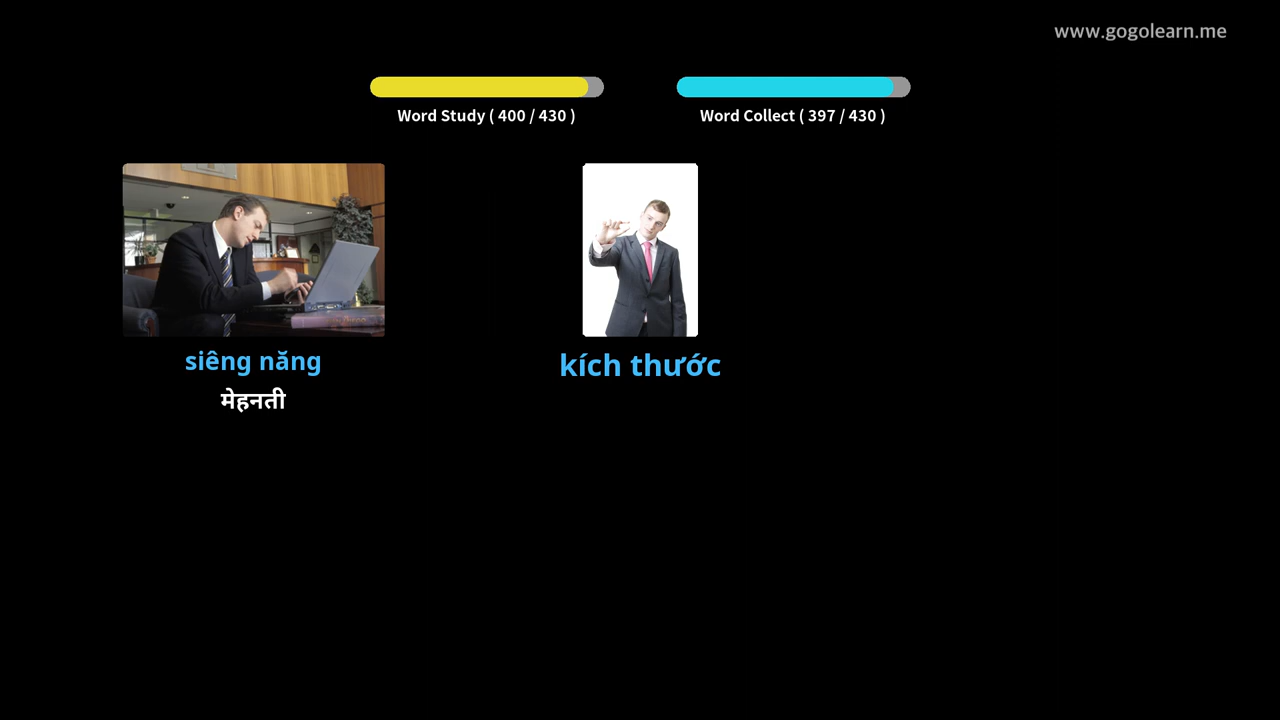 www.gogolearn.me
Word Study ( 400 / 430 )
Word Collect ( 397 / 430 )
siêng năng
मेहनती
kích thước